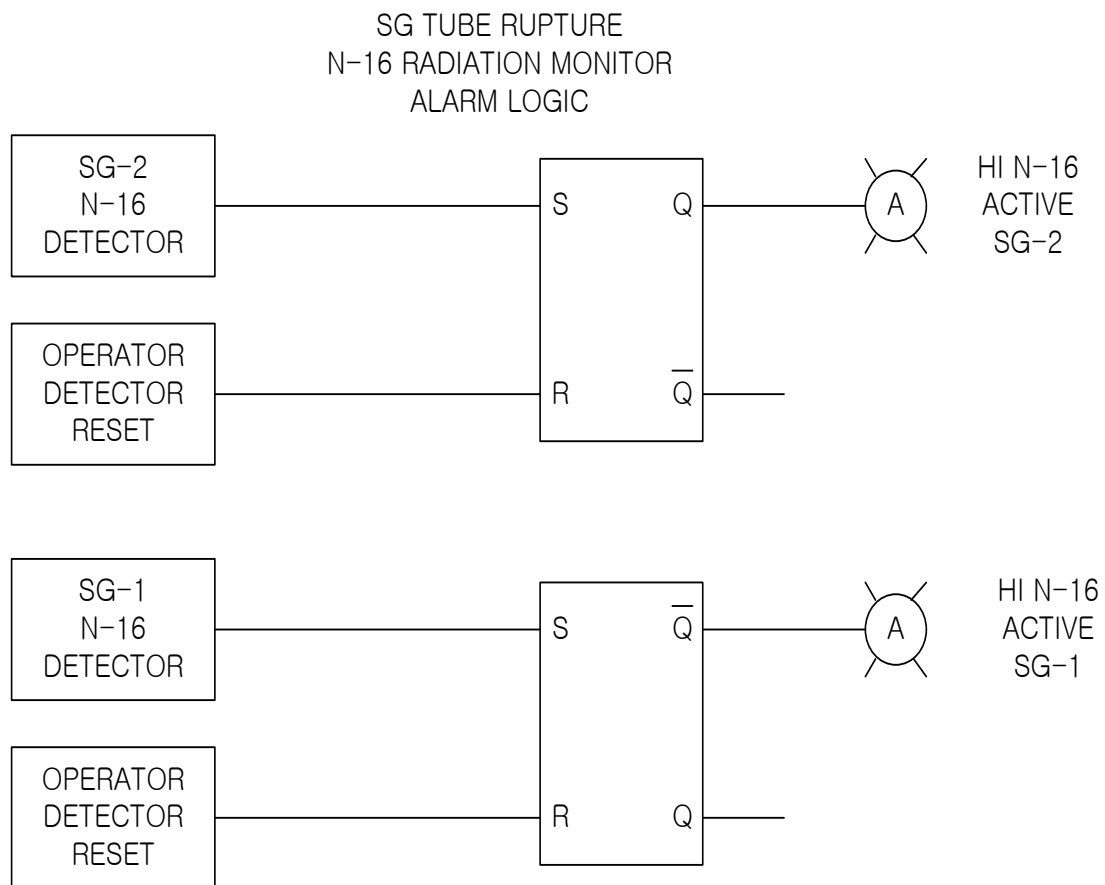 SG TUBE RUPTURE
N-16 RADIATION MONITOR
ALARM LOGIC
SG-2
N-16
DETECTOR
S
Q
A
HI N-16
ACTIVE
SG-2
OPERATOR
DETECTOR
RESET
R
Q̅
SG-1
N-16
DETECTOR
S
Q̅
A
HI N-16
ACTIVE
SG-1
OPERATOR
DETECTOR
RESET
R
Q